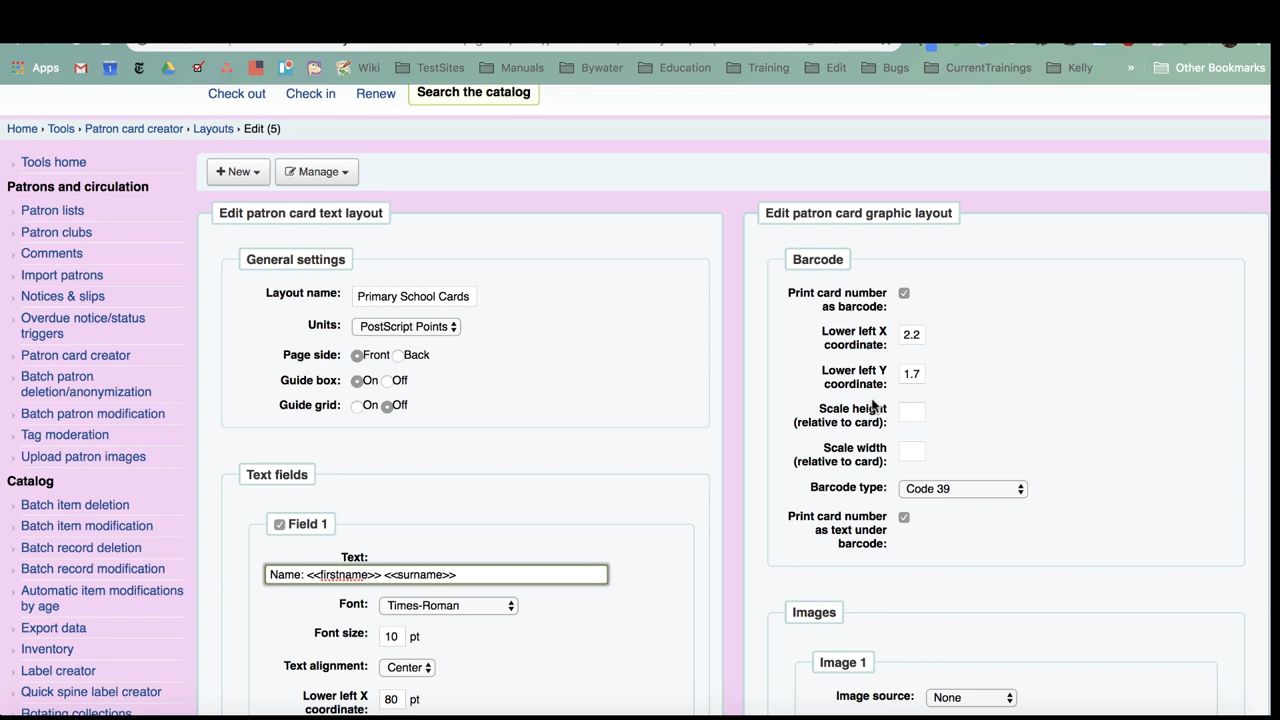 Apps
Wiki
TestSites
Manuals
Bywater
Education
Training
Edit
Bugs
CurrentTrainings
Kelly
»
Other Bookmarks
Check out
Check in
Renew
Search the catalog
Home › Tools › Patron card creator › Layouts › Edit (5)
Tools home
Patrons and circulation
Patron lists
Patron clubs
Comments
Import patrons
Notices & slips
Overdue notice/status
triggers
Patron card creator
Batch patron
deletion/anonymization
Batch patron modification
Tag moderation
Upload patron images
Catalog
Batch item deletion
Batch item modification
Batch record deletion
Batch record modification
Automatic item modifications
by age
Export data
Inventory
Label creator
Quick spine label creator
Rotating collections
+ New
Manage
Edit patron card text layout
General settings
Layout name: Primary School Cards
Units: PostScript Points
Page side: Front Back
Guide box: On Off
Guide grid: On Off
Text fields
Field 1
Text:
Name: <<firstname>> <<surname>>
Font: Times-Roman
Font size: 10 pt
Text alignment: Center
Lower left X
coordinate: 80 pt
Edit patron card graphic layout
Barcode
Print card number
as barcode:
Lower left X
coordinate: 2.2
Lower left Y
coordinate: 1.7
Scale height
(relative to card):
Scale width
(relative to card):
Barcode type: Code 39
Print card number
as text under
barcode:
Images
Image 1
Image source: None